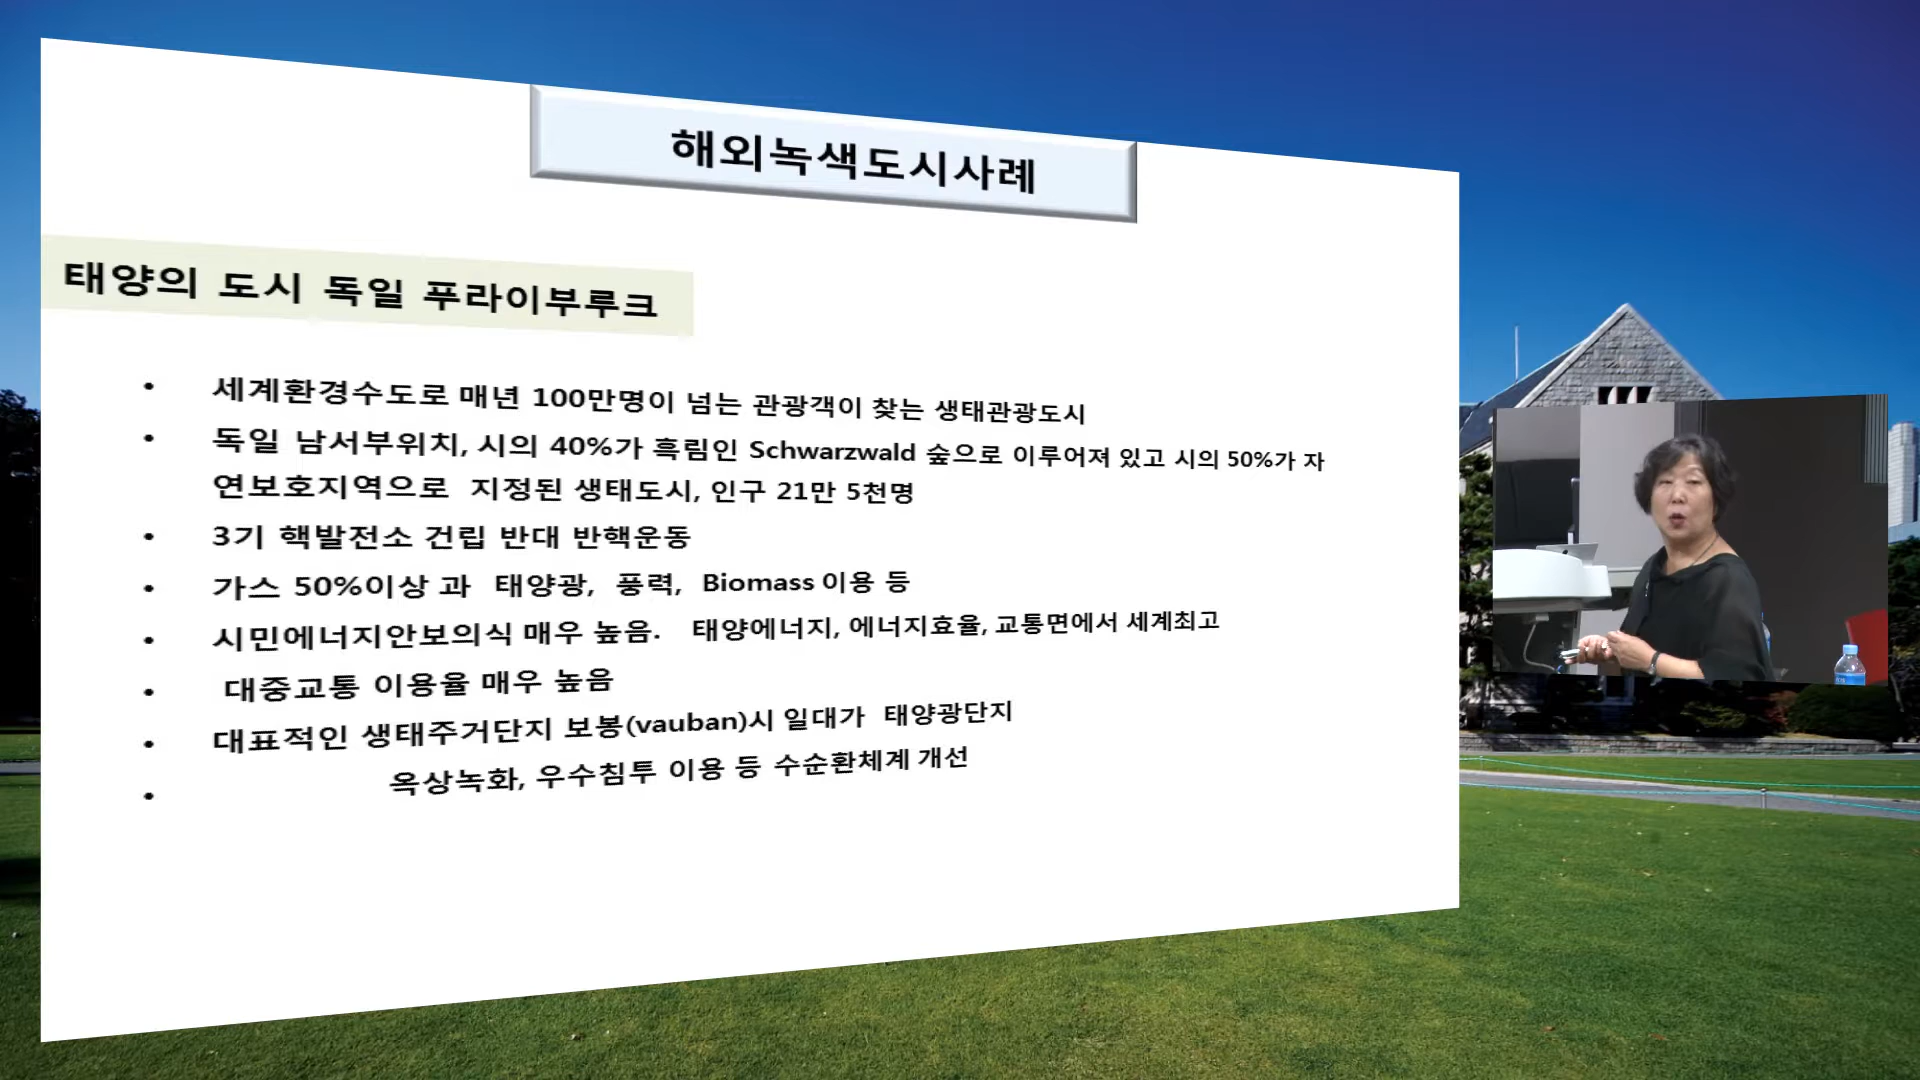 해외녹색도시사례
태양의 도시 독일 푸라이부루크
• 세계환경수도로 매년 100만명이 넘는 관광객이 찾는 생태관광도시
• 독일 남서부위치, 시의 40%가 흑림인 Schwarzwald 숲으로 이루어져 있고 시의 50%가 자
연보호지역으로 지정된 생태도시, 인구 21만 5천명
• 3기 핵발전소 건립 반대 반핵운동
• 가스 50%이상 과 태양광, 풍력, Biomass 이용 등
• 시민에너지안보의식 매우 높음. 태양에너지, 에너지효율, 교통면에서 세계최고
• 대중교통 이용율 매우 높음
• 대표적인 생태주거단지 보봉(vauban)시 일대가 태양광단지
• 옥상녹화, 우수침투 이용 등 수순환체계 개선